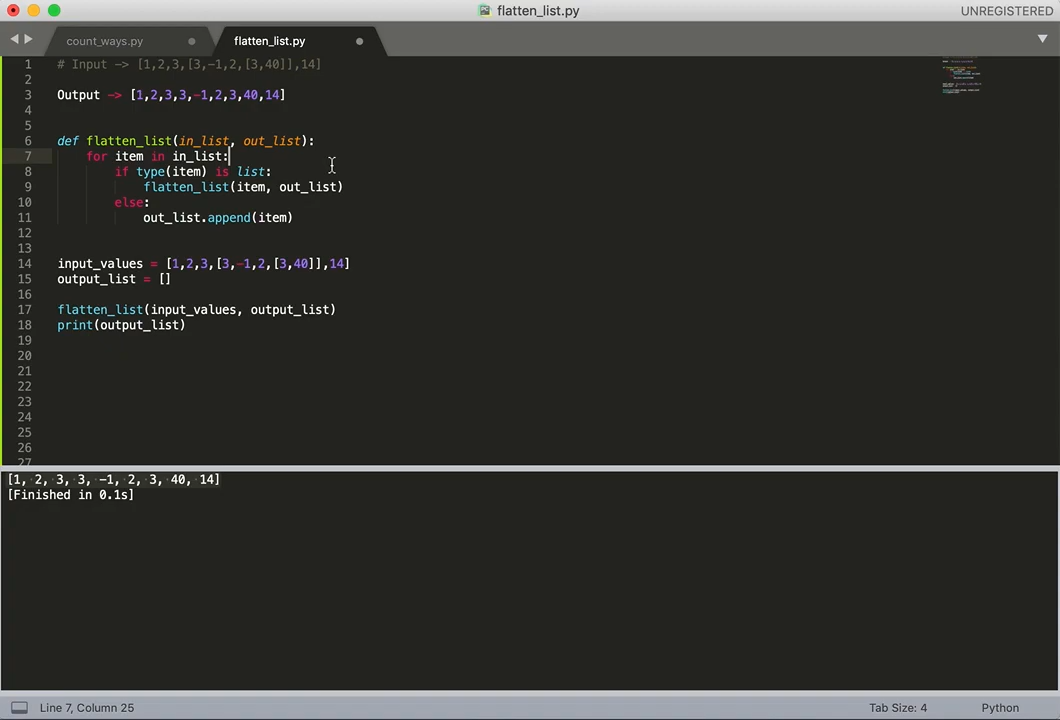 flatten_list.py
UNREGISTERED
count_ways.py
flatten_list.py
1 # Input -> [1,2,3,[3,-1,2,[3,40]],14]
2
3 Output -> [1,2,3,3,-1,2,3,40,14]
4
5
6 def flatten_list(in_list, out_list):
7 for item in in_list:
8 if type(item) is list:
9 flatten_list(item, out_list)
10 else:
11 out_list.append(item)
12
13
14 input_values = [1,2,3,[3,-1,2,[3,40]],14]
15 output_list = []
16
17 flatten_list(input_values, output_list)
18 print(output_list)
19
20
21
22
23
24
25
26
27
[1, 2, 3, 3, -1, 2, 3, 40, 14]
[Finished in 0.1s]
Line 7, Column 25
Tab Size: 4
Python